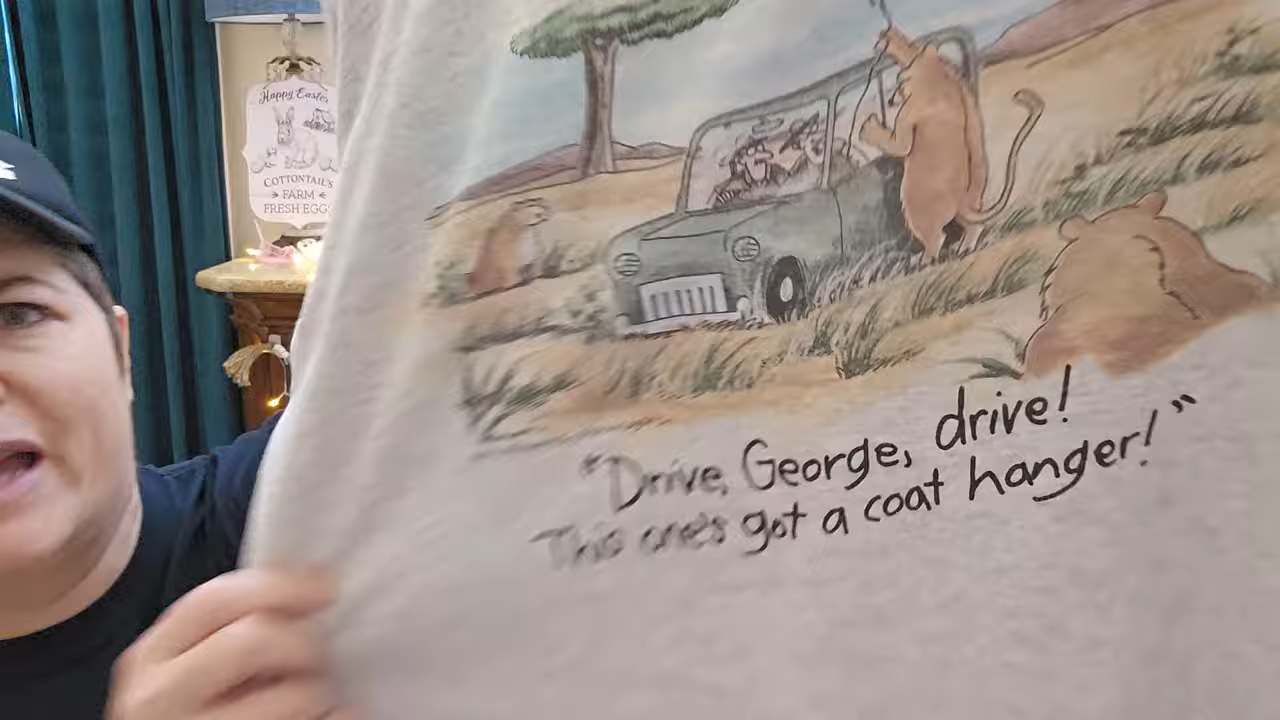 Happy Easter
COTTONTAIL'S
FARM
FRESH EGGS
"Drive, George, drive!
This one's got a coat hanger!"